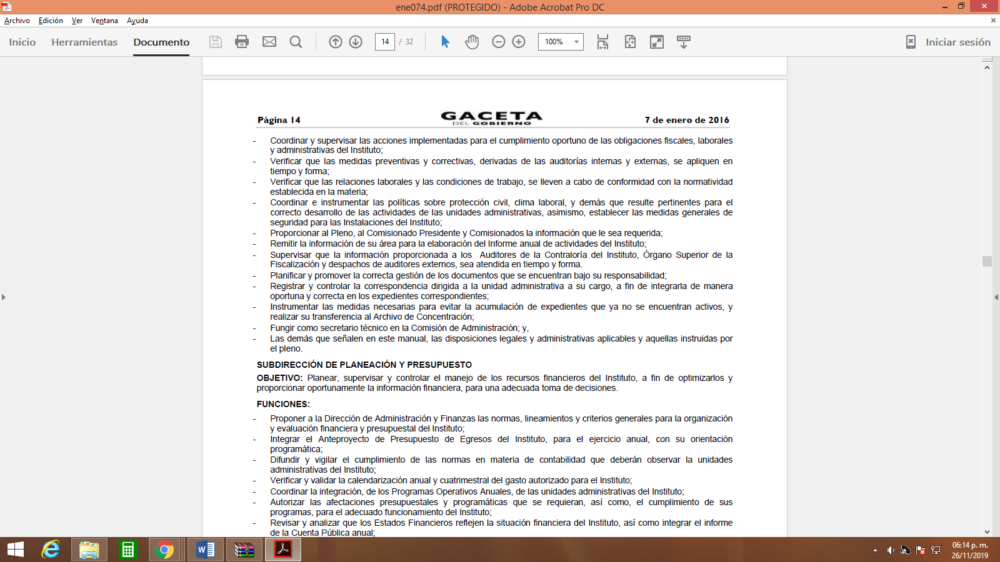 ene074.pdf (PROTEGIDO) - Adobe Acrobat Pro DC
Archivo Edición Ver Ventana Ayuda
Inicio Herramientas Documento 14 / 32 100% Iniciar sesión
Página 14 GACETA DEL GOBIERNO 7 de enero de 2016
- Coordinar y supervisar las acciones implementadas para el cumplimiento oportuno de las obligaciones fiscales, laborales
y administrativas del Instituto;
- Verificar que las medidas preventivas y correctivas, derivadas de las auditorías internas y externas, se apliquen en
tiempo y forma;
- Verificar que las relaciones laborales y las condiciones de trabajo, se lleven a cabo de conformidad con la normatividad
establecida en la materia;
- Coordinar e instrumentar las políticas sobre protección civil, clima laboral, y demás que resulte pertinentes para el
correcto desarrollo de las actividades de las unidades administrativas, asimismo, establecer las medidas generales de
seguridad para las Instalaciones del Instituto;
- Proporcionar al Pleno, al Comisionado Presidente y Comisionados la información que le sea requerida;
- Remitir la información de su área para la elaboración del Informe anual de actividades del Instituto;
- Supervisar que la información proporcionada a los Auditores de la Contraloría del Instituto, Órgano Superior de la
Fiscalización y despachos de auditores externos, sea atendida en tiempo y forma.
- Planificar y promover la correcta gestión de los documentos que se encuentran bajo su responsabilidad;
- Registrar y controlar la correspondencia dirigida a la unidad administrativa a su cargo, a fin de integrarla de manera
oportuna y correcta en los expedientes correspondientes;
- Instrumentar las medidas necesarias para evitar la acumulación de expedientes que ya no se encuentran activos, y
realizar su transferencia al Archivo de Concentración;
- Fungir como secretario técnico en la Comisión de Administración; y,
- Las demás que señalen en este manual, las disposiciones legales y administrativas aplicables y aquellas instruidas por
el pleno.
SUBDIRECCIÓN DE PLANEACIÓN Y PRESUPUESTO
OBJETIVO: Planear, supervisar y controlar el manejo de los recursos financieros del Instituto, a fin de optimizarlos y
proporcionar oportunamente la información financiera, para una adecuada toma de decisiones.
FUNCIONES:
- Proponer a la Dirección de Administración y Finanzas las normas, lineamientos y criterios generales para la organización
y evaluación financiera y presupuestal del Instituto;
- Integrar el Anteproyecto de Presupuesto de Egresos del Instituto, para el ejercicio anual, con su orientación
programática;
- Difundir y vigilar el cumplimiento de las normas en materia de contabilidad que deberán observar la unidades
administrativas del Instituto;
- Verificar y validar la calendarización anual y cuatrimestral del gasto autorizado para el Instituto;
- Coordinar la integración, de los Programas Operativos Anuales, de las unidades administrativas del Instituto;
- Autorizar las afectaciones presupuestales y programáticas que se requieran, así como, el cumplimiento de sus
programas, para el adecuado funcionamiento del Instituto;
- Revisar y analizar que los Estados Financieros reflejen la situación financiera del Instituto, así como integrar el informe
de la Cuenta Pública anual;
06:14 p. m.
26/11/2019